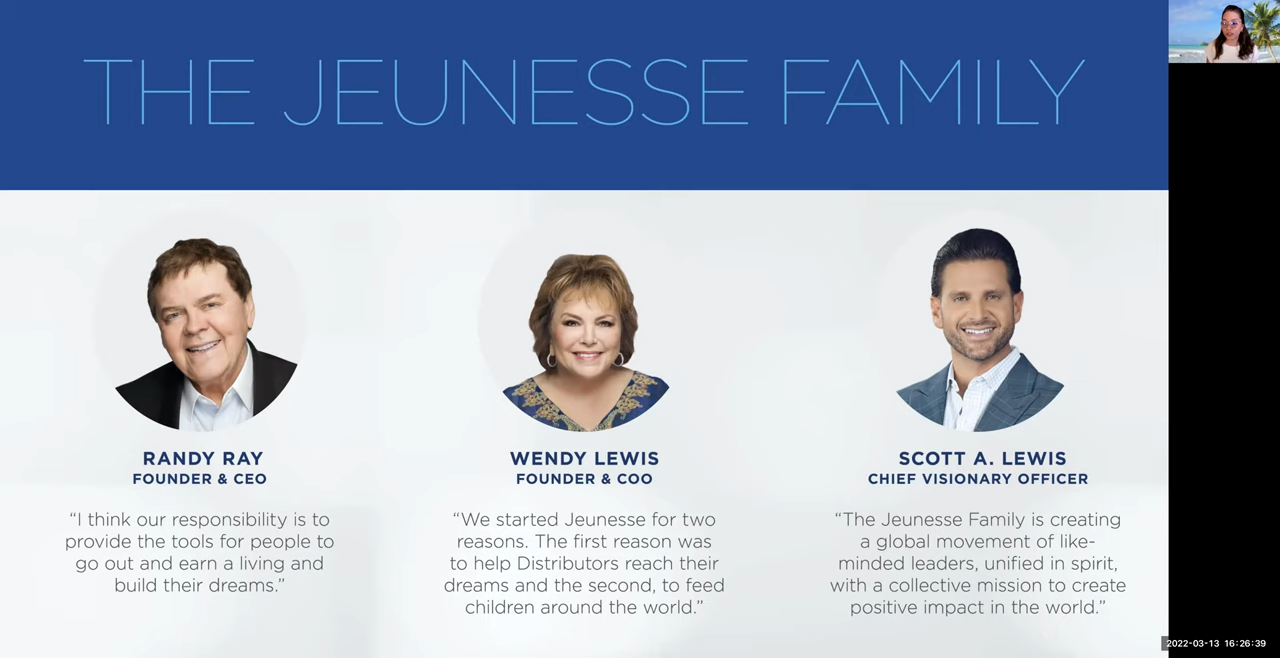 THE JEUNESSE FAMILY
RANDY RAY
FOUNDER & CEO
“I think our responsibility is to
provide the tools for people to
go out and earn a living and
build their dreams.”
WENDY LEWIS
FOUNDER & COO
“We started Jeunesse for two
reasons. The first reason was
to help Distributors reach their
dreams and the second, to feed
children around the world.”
SCOTT A. LEWIS
CHIEF VISIONARY OFFICER
“The Jeunesse Family is creating
a global movement of like-
minded leaders, unified in spirit,
with a collective mission to create
positive impact in the world.”
2022-03-13 16:26:39